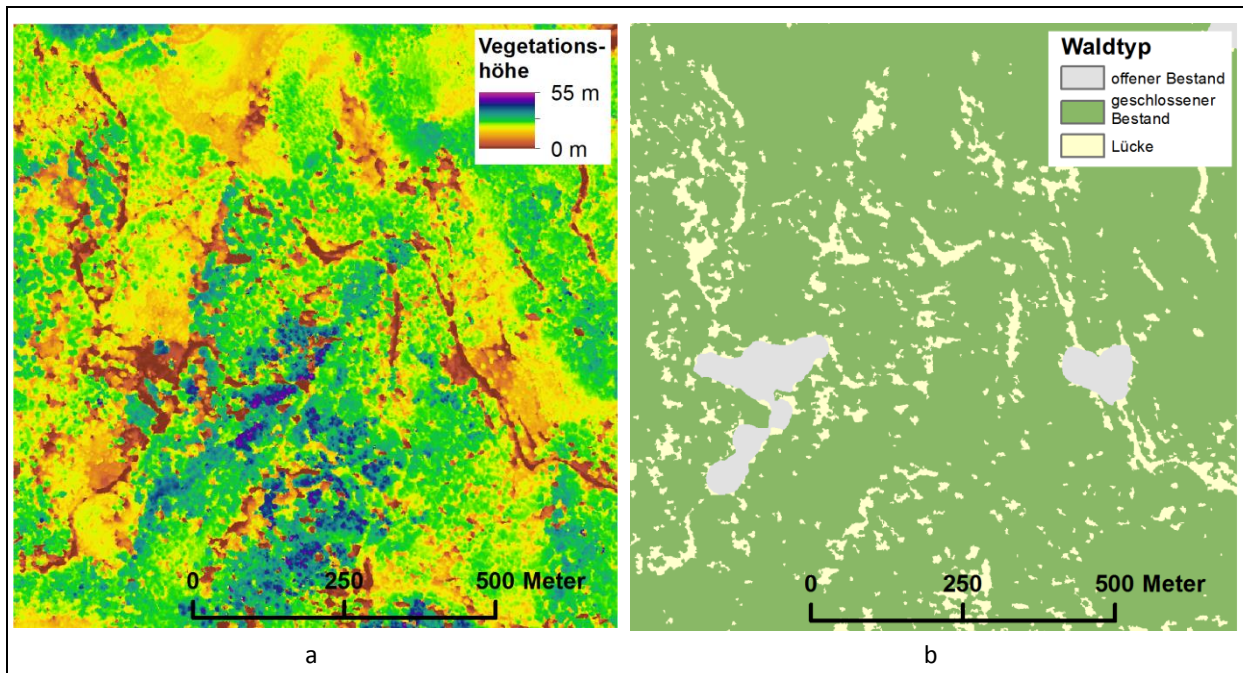 Vegetations-
höhe
55 m
0 m
0 250 500 Meter
a
Waldtyp
offener Bestand
geschlossener
Bestand
Lücke
0 250 500 Meter
b